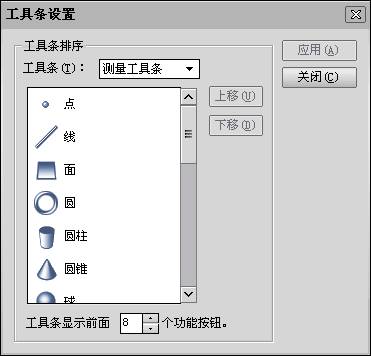 工具条设置
工具条排序
应用(A)
工具条(T)： 测量工具条
关闭(C)
点
上移(U)
线
下移(D)
面
圆
圆柱
圆锥
球
工具条显示前面 8 个功能按钮。